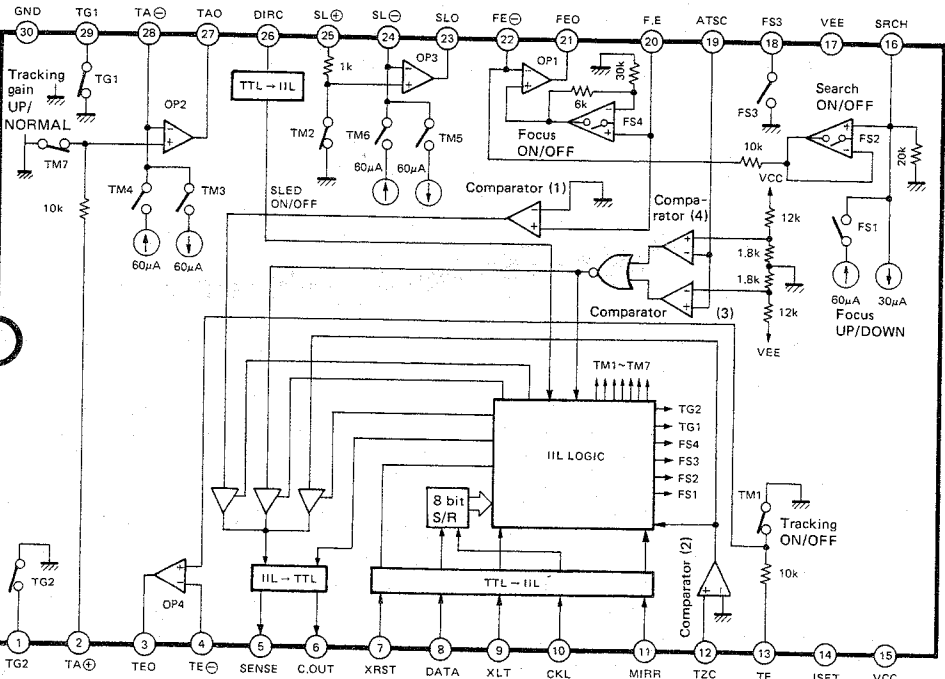 GND TG1 TA⊖ TAO DIRC SL⊕ SL⊖ SLO FE⊖ FEO F.E ATSC FS3 VEE SRCH
30 29 28 27 26 25 24 23 22 21 20 19 18 17 16
Tracking
gain
UP/
NORMAL
TG1
TM7
10k
OP2
TM4
TM3
60µA
60µA
TTL → IIL
SLED
ON/OFF
1k
TM2
TM6
60µA
OP3
TM5
60µA
OP1
30k
6k
FS4
Focus
ON/OFF
FS3
Search
ON/OFF
FS2
20k
10k
VCC
12k
1.8k
1.8k
12k
VEE
FS1
60µA
30µA
Focus
UP/DOWN
Comparator (1)
Compa-
rator (4)
Comparator (3)
TM1~TM7
IIL LOGIC
TG2
TG1
FS4
FS3
FS2
FS1
8 bit
S/R
TM1
Tracking
ON/OFF
10k
Comparator (2)
TG2
OP4
IIL → TTL
TTL → IIL
1 2 3 4 5 6 7 8 9 10 11 12 13 14 15
TG2 TA⊕ TEO TE⊖ SENSE C.OUT XRST DATA XLT CKL MIRR TZC TE ISET VCC